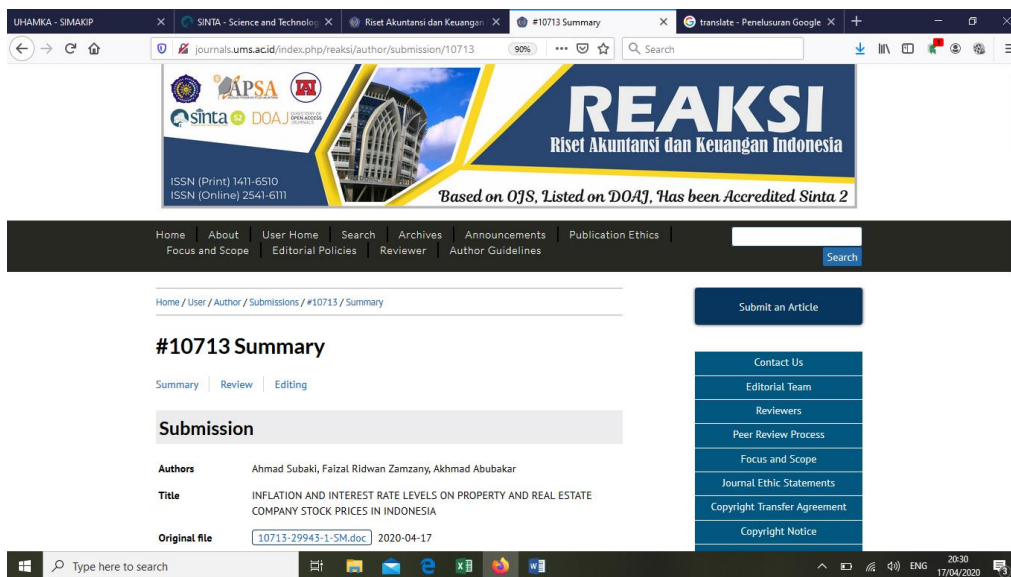 UHAMKA - SIMAKIP
SINTA - Science and Technolog
Riset Akuntansi dan Keuangan
#10713 Summary
translate - Penelusuran Google
journals.ums.ac.id/index.php/reaksi/author/submission/10713
90%
Search
APSA
IAI
sinta
DOAJ DIRECTORY OF OPEN ACCESS JOURNALS
REAKSI
Riset Akuntansi dan Keuangan Indonesia
ISSN (Print) 1411-6510
ISSN (Online) 2541-6111
Based on OJS, Listed on DOAJ, Has been Accredited Sinta 2
Home About User Home Search Archives Announcements Publication Ethics
Focus and Scope Editorial Policies Reviewer Author Guidelines
Search
Home / User / Author / Submissions / #10713 / Summary
Submit an Article
#10713 Summary
Summary Review Editing
Submission
Authors Ahmad Subaki, Faizal Ridwan Zamzany, Akhmad Abubakar
Title INFLATION AND INTEREST RATE LEVELS ON PROPERTY AND REAL ESTATE
COMPANY STOCK PRICES IN INDONESIA
Original file 10713-29943-1-SM.doc 2020-04-17
Contact Us
Editorial Team
Reviewers
Peer Review Process
Focus and Scope
Journal Ethic Statements
Copyright Transfer Agreement
Copyright Notice
Type here to search
ENG
20:30
17/04/2020
3